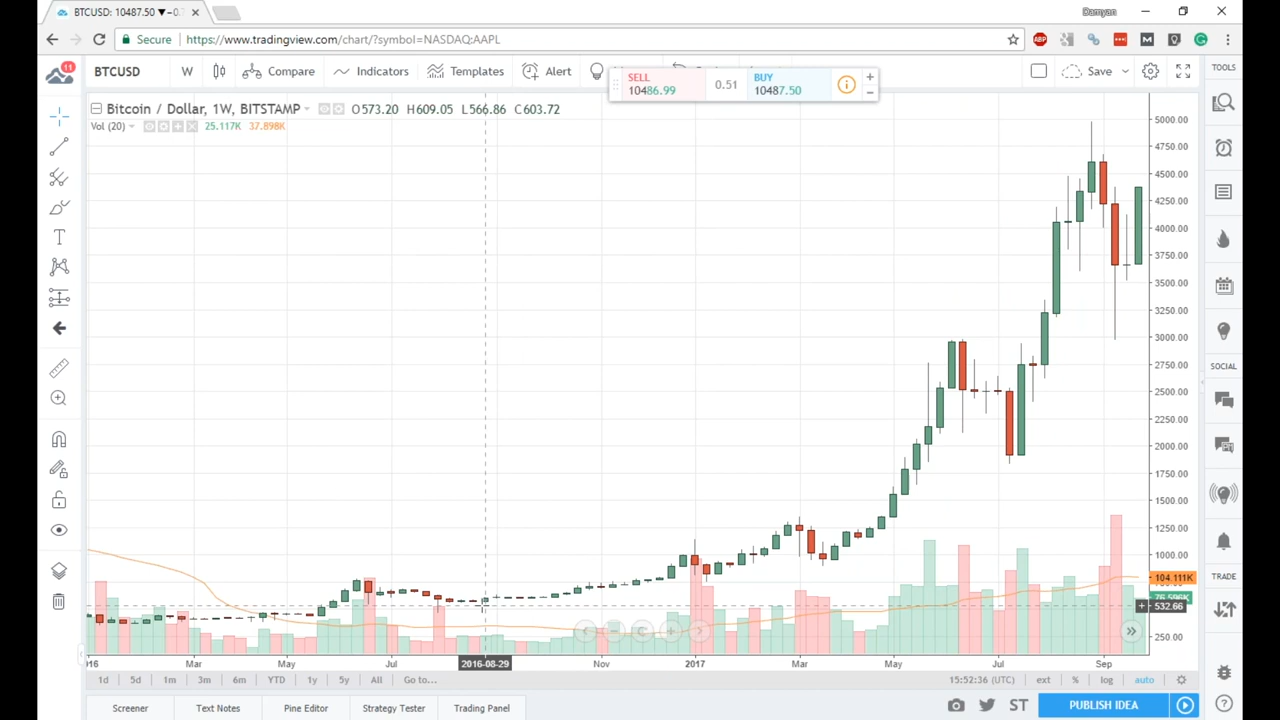 BTCUSD: 10487.50 ▼−0.
Damyan
Secure
https://www.tradingview.com/chart/?symbol=NASDAQ:AAPL
ABP
11
BTCUSD
W
Compare
Indicators
Templates
Alert
Save
TOOLS
SELL
10486.99
0.51
BUY
10487.50
Bitcoin / Dollar, 1W, BITSTAMP
O573.20 H609.05 L566.86 C603.72
Vol (20)
25.117K 37.898K
5000.00
4750.00
4500.00
4250.00
4000.00
3750.00
3500.00
3250.00
3000.00
2750.00
2500.00
2250.00
2000.00
1750.00
1500.00
1250.00
1000.00
104.111K
532.66
250.00
SOCIAL
TRADE
016 Mar May Jul 2016-08-29 Nov 2017 Mar May Jul Sep
1d 5d 1m 3m 6m YTD 1y 5y All Go to...
15:52:36 (UTC) ext % log auto
Screener Text Notes Pine Editor Strategy Tester Trading Panel
ST
PUBLISH IDEA